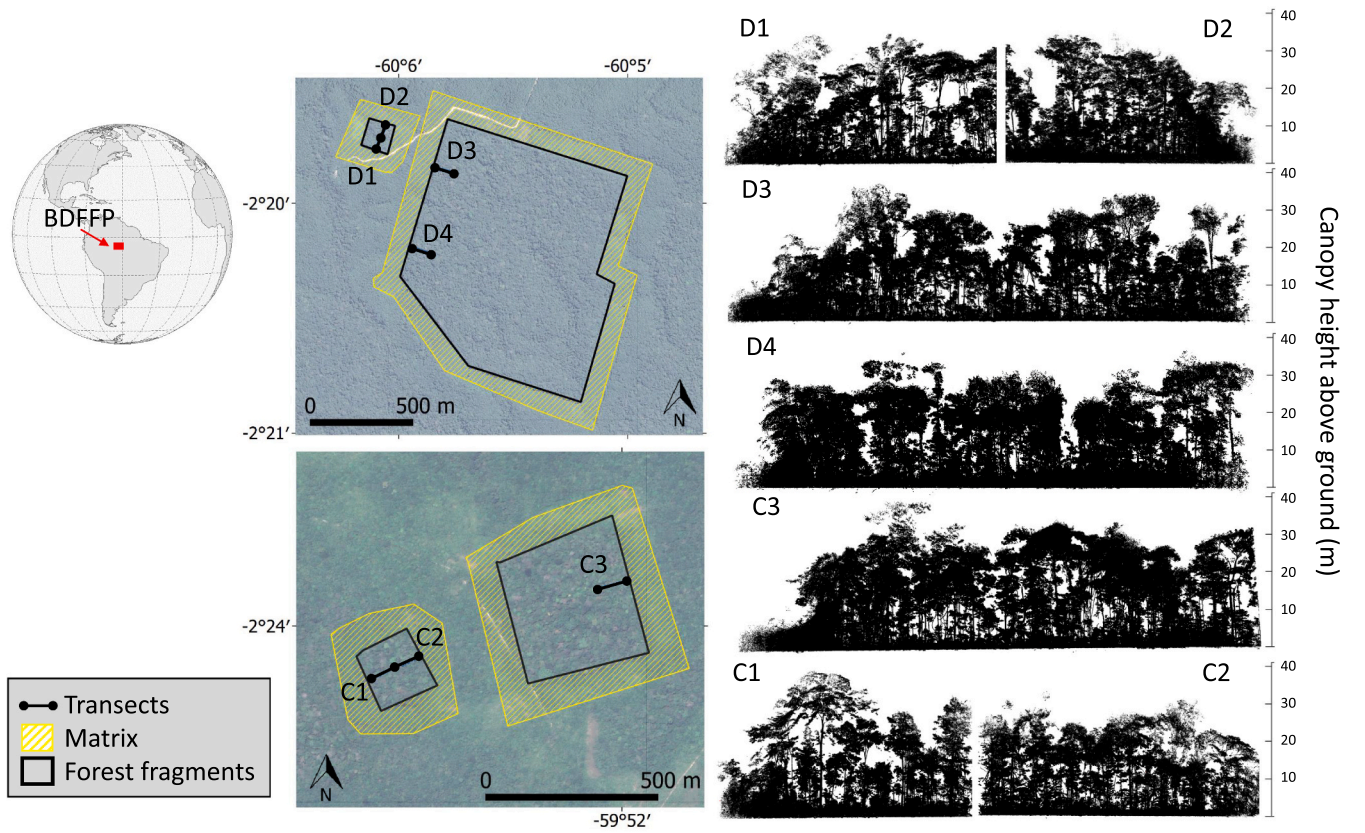 BDFFP
-60°6′
-60°5′
D2
D1
D3
D4
-2°20′
-2°21′
0 500 m
N
C3
C2
C1
-2°24′
-59°52′
N
0 500 m
Transects
Matrix
Forest fragments
D1 D2
40
30
20
10
D3
40
30
20
10
D4
40
30
20
10
C3
40
30
20
10
C1 C2
40
30
20
10
Canopy height above ground (m)